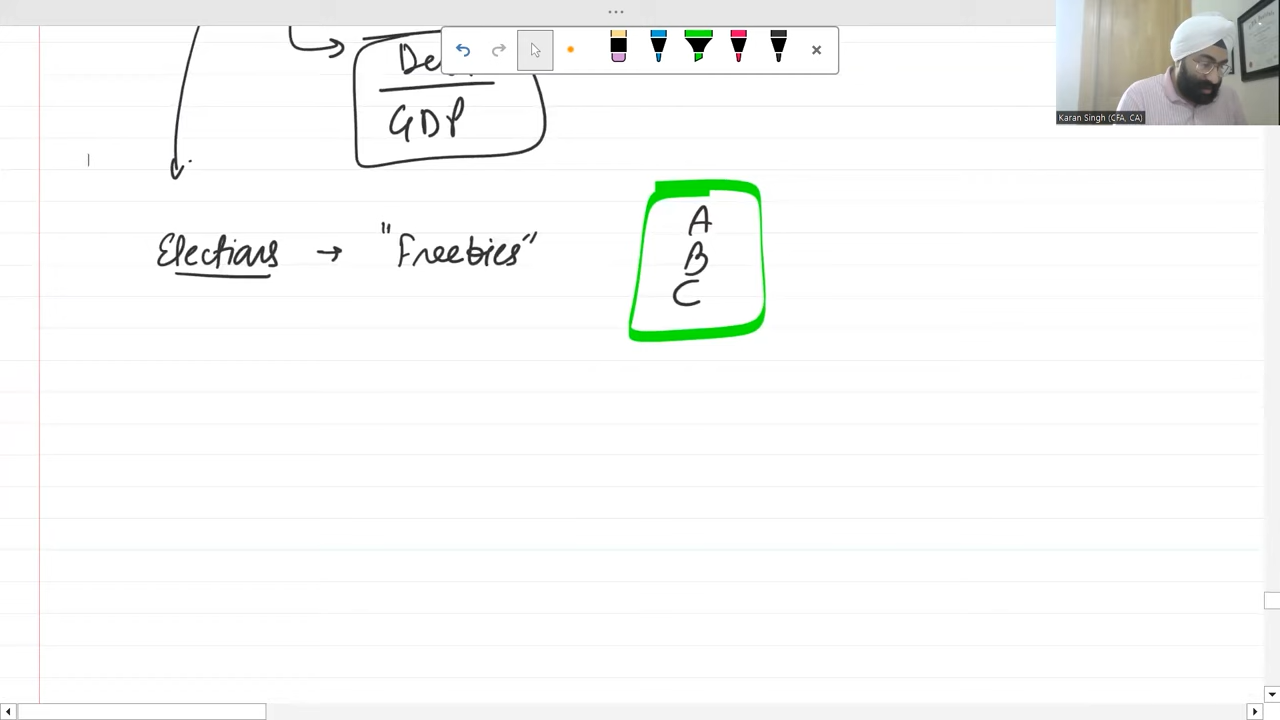 GDP
Karan Singh (CFA, CA)
Elections → "Freebies"
A
B
C